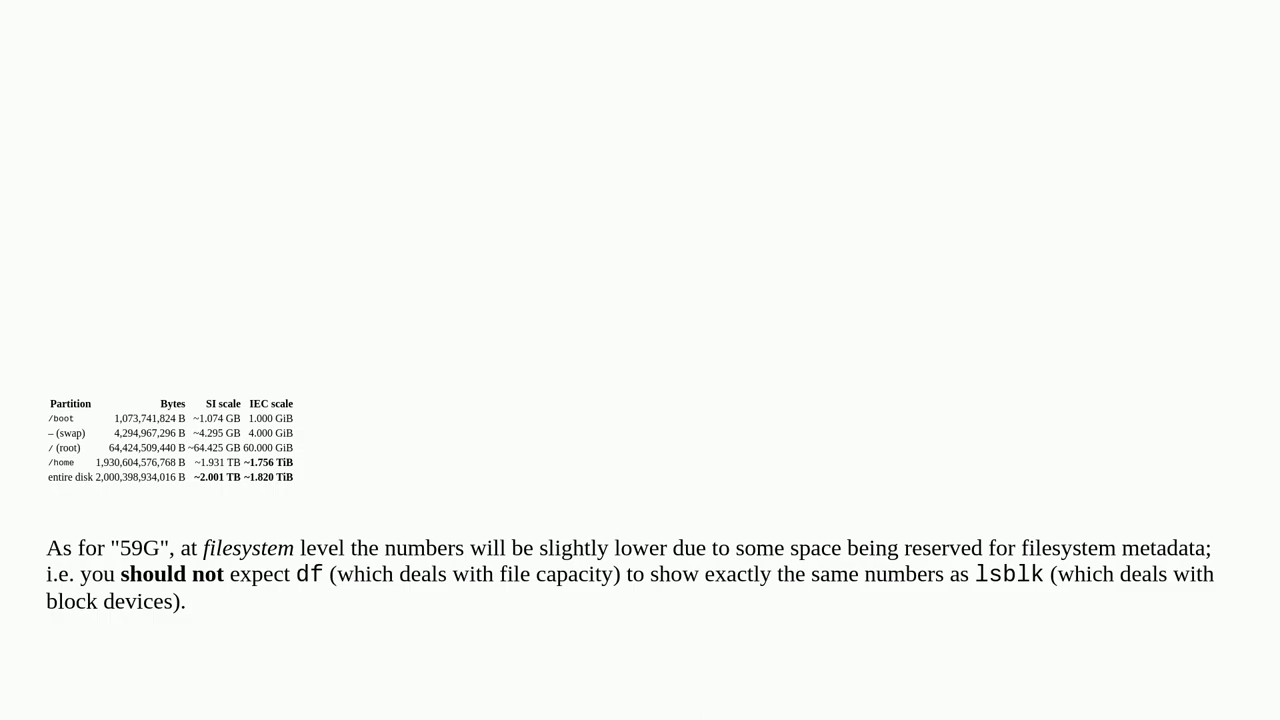 Partition Bytes SI scale IEC scale
/boot 1,073,741,824 B ~1.074 GB 1.000 GiB
– (swap) 4,294,967,296 B ~4.295 GB 4.000 GiB
/ (root) 64,424,509,440 B ~64.425 GB 60.000 GiB
/home 1,930,604,576,768 B ~1.931 TB ~1.756 TiB
entire disk 2,000,398,934,016 B ~2.001 TB ~1.820 TiB
As for "59G", at filesystem level the numbers will be slightly lower due to some space being reserved for filesystem metadata;
i.e. you should not expect df (which deals with file capacity) to show exactly the same numbers as lsblk (which deals with
block devices).